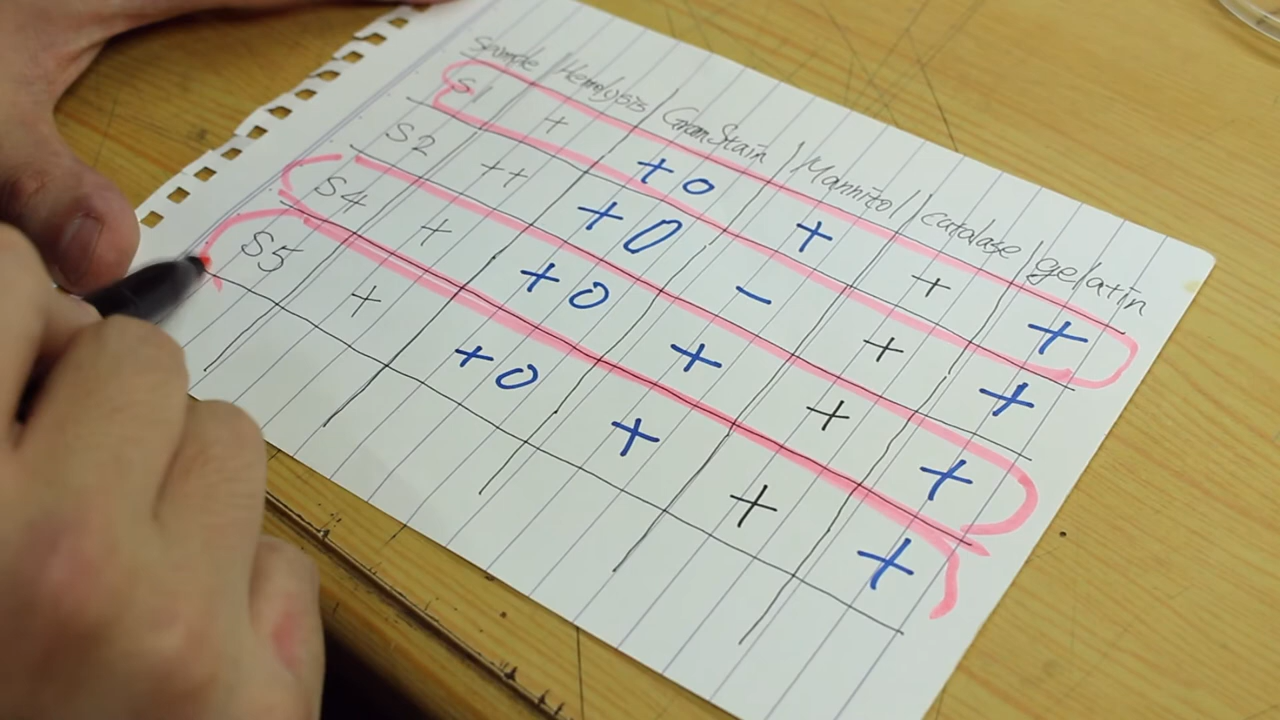 Sample Hemolysis Gram Stain Mannitol catalase gelatin
S1 + +o + + +
S2 ++ +O - + +
S4 + +o + + +
S5 + +o + + +